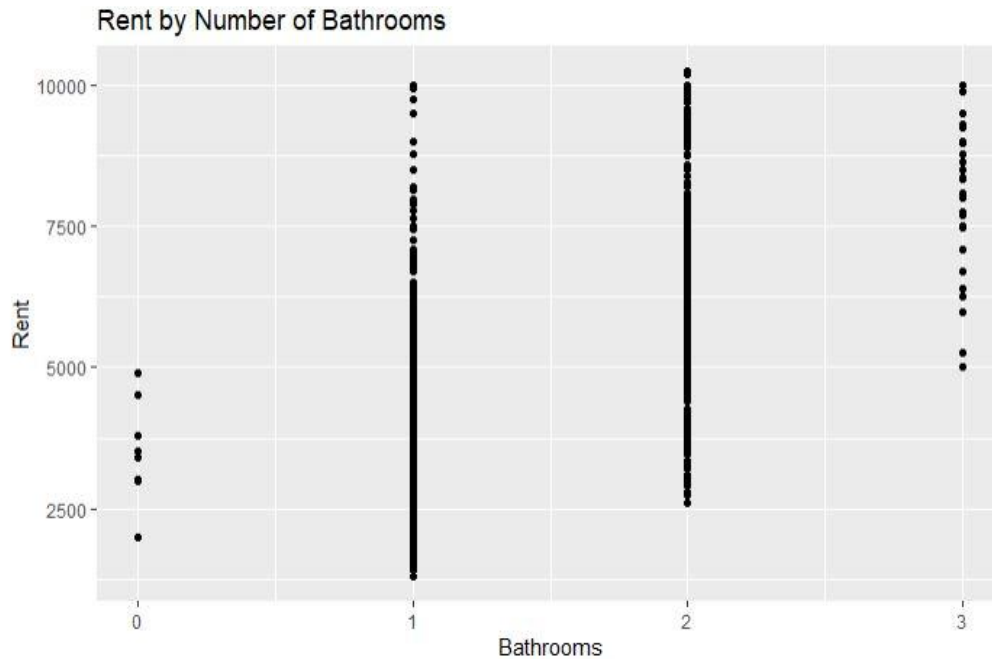 Rent by Number of Bathrooms
10000
7500
5000
2500
Rent
0 1 2 3
Bathrooms